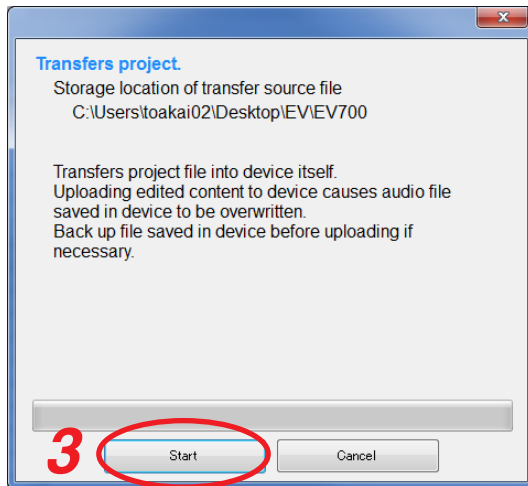 x
Transfers project.
Storage location of transfer source file
C:\Users\toakai02\Desktop\EV\EV700
Transfers project file into device itself.
Uploading edited content to device causes audio file
saved in device to be overwritten.
Back up file saved in device before uploading if
necessary.
3 Start Cancel